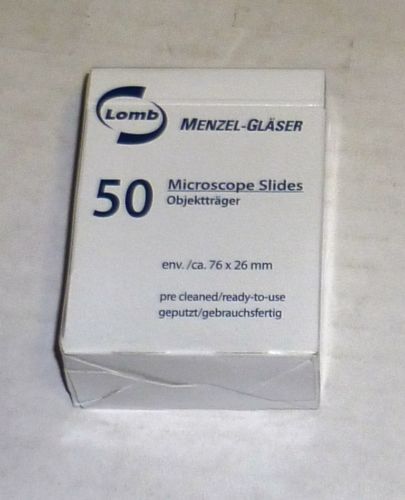 Lomb
MENZEL-GLÄSER
50
Microscope Slides
Objektträger
env./ca. 76 x 26 mm
pre cleaned/ready-to-use
geputzt/gebrauchsfertig